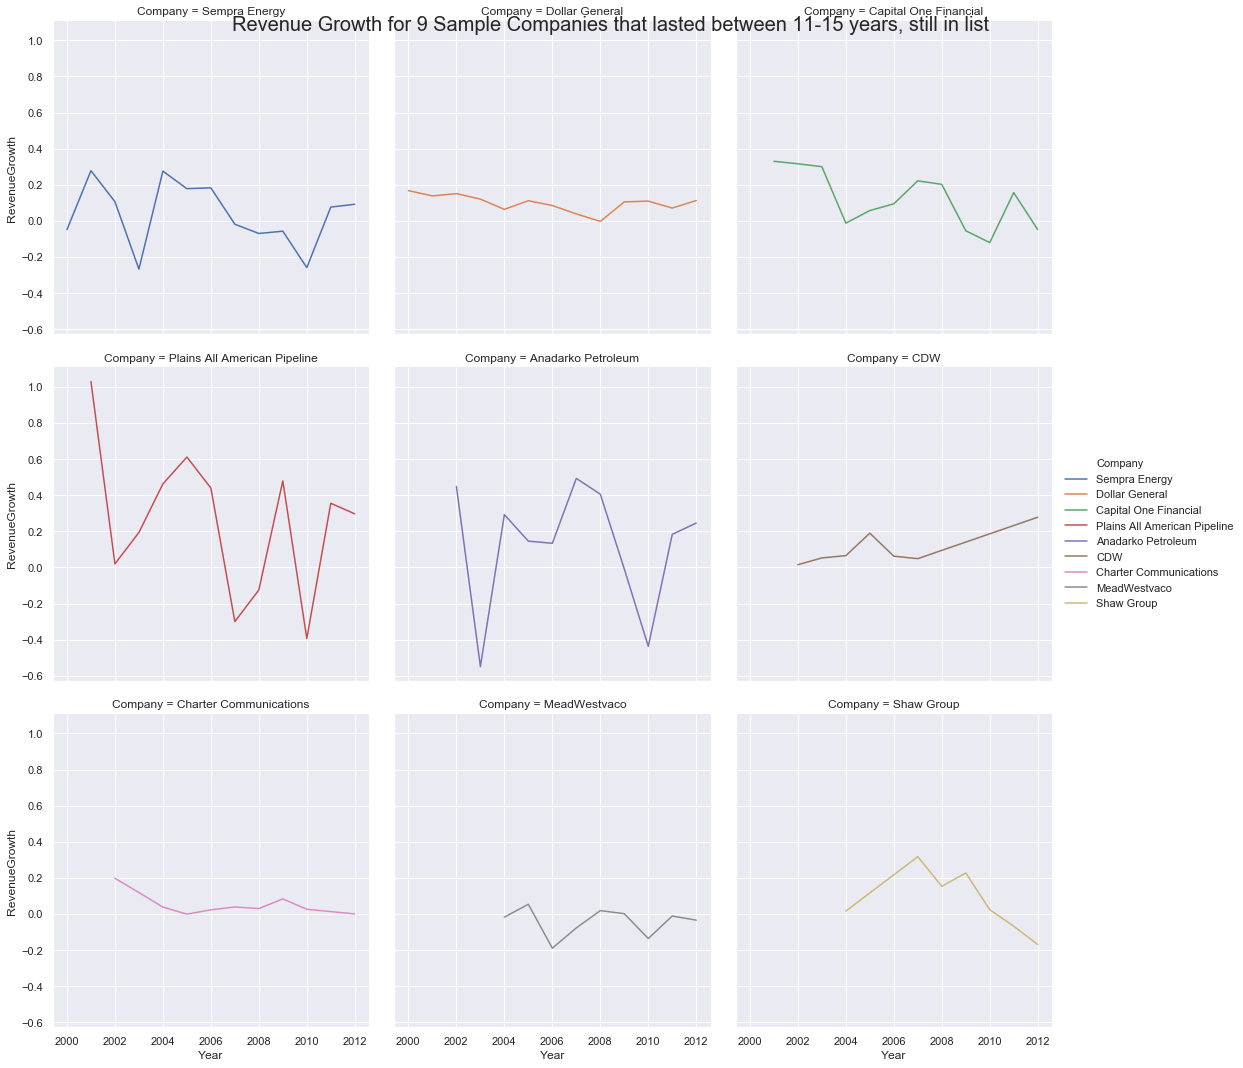 Company = Sempra Energy
Company = Dollar General
Company = Capital One Financial
Revenue Growth for 9 Sample Companies that lasted between 11-15 years, still in list
RevenueGrowth
1.0
0.8
0.6
0.4
0.2
0.0
−0.2
−0.4
−0.6
Company = Plains All American Pipeline
Company = Anadarko Petroleum
Company = CDW
RevenueGrowth
1.0
0.8
0.6
0.4
0.2
0.0
−0.2
−0.4
−0.6
Company
Sempra Energy
Dollar General
Capital One Financial
Plains All American Pipeline
Anadarko Petroleum
CDW
Charter Communications
MeadWestvaco
Shaw Group
Company = Charter Communications
Company = MeadWestvaco
Company = Shaw Group
RevenueGrowth
1.0
0.8
0.6
0.4
0.2
0.0
−0.2
−0.4
−0.6
2000 2002 2004 2006 2008 2010 2012
Year
2000 2002 2004 2006 2008 2010 2012
Year
2000 2002 2004 2006 2008 2010 2012
Year